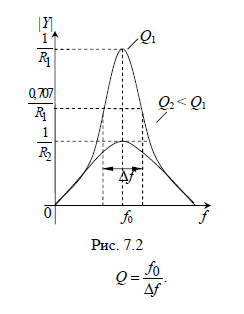 |Y|
1
R₁
Q₁
0,707
R₁
Q₂ < Q₁
1
R₂
Δf
0
f₀
f
Рис. 7.2
Q = f₀/Δf.